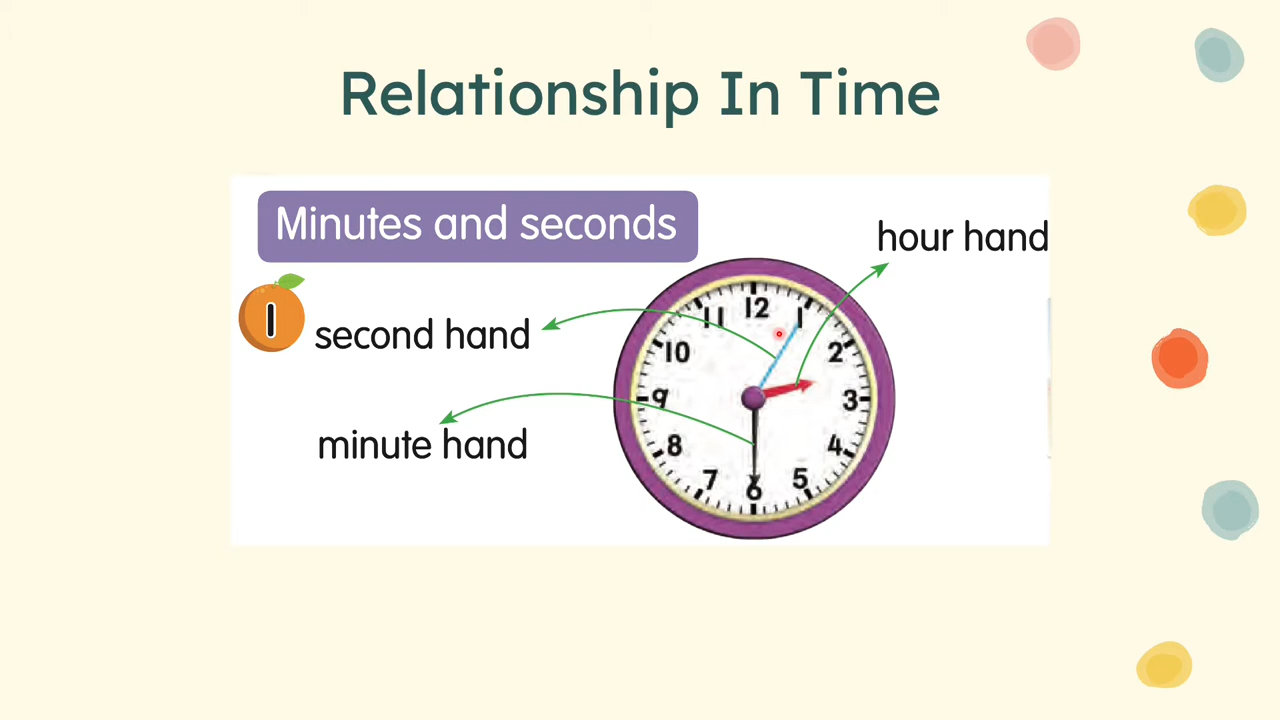 Relationship In Time
Minutes and seconds
hour hand
1
second hand
minute hand
12
11
1
10
2
9
3
8
4
7
5
6